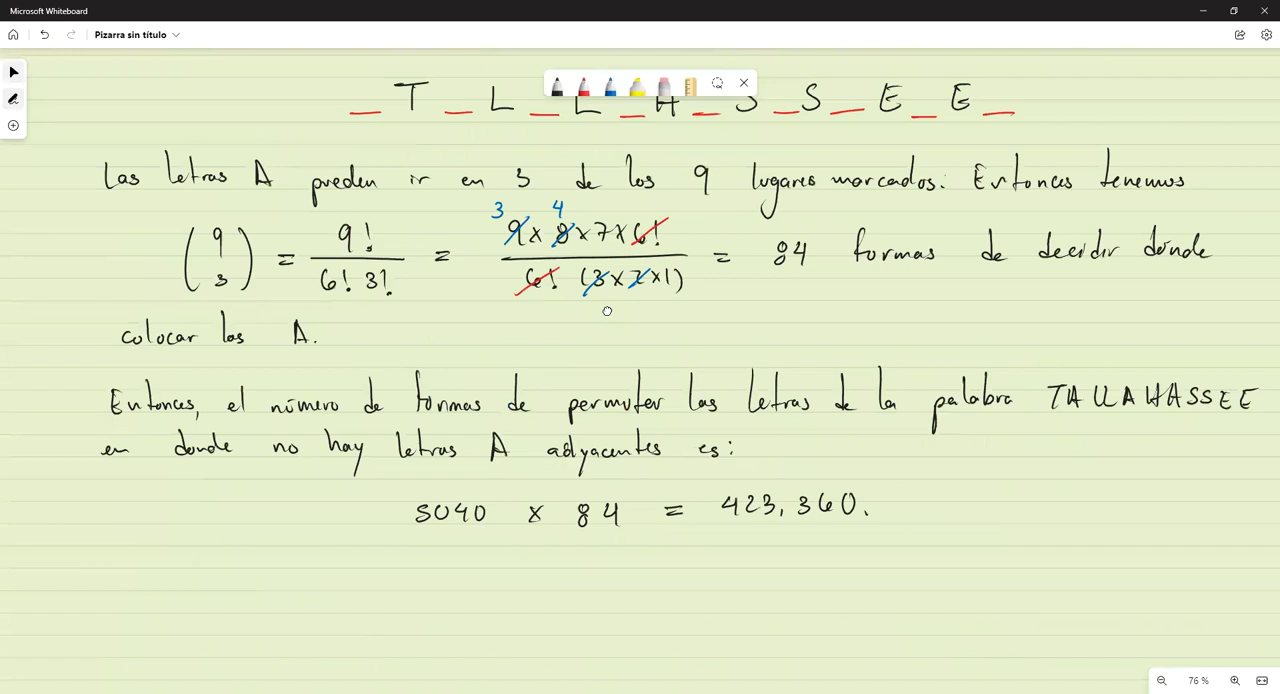 Microsoft Whiteboard
Pizarra sin título
_ T _ L _ L _ H _ S _ S _ E _ E _
Las letras A pueden ir en 3 de los 9 lugares marcados. Entonces tenemos
(9 3) = 9! / 6! 3! = 9 x 8 x 7 x 6! / 6! (3 x 2 x 1) = 84 formas de decidir dónde
3 4
colocar las A.
Entonces, el número de formas de permutar las letras de la palabra TALLAHASSEE
en donde no hay letras A adyacentes es:
5040 x 84 = 423,360.
76 %